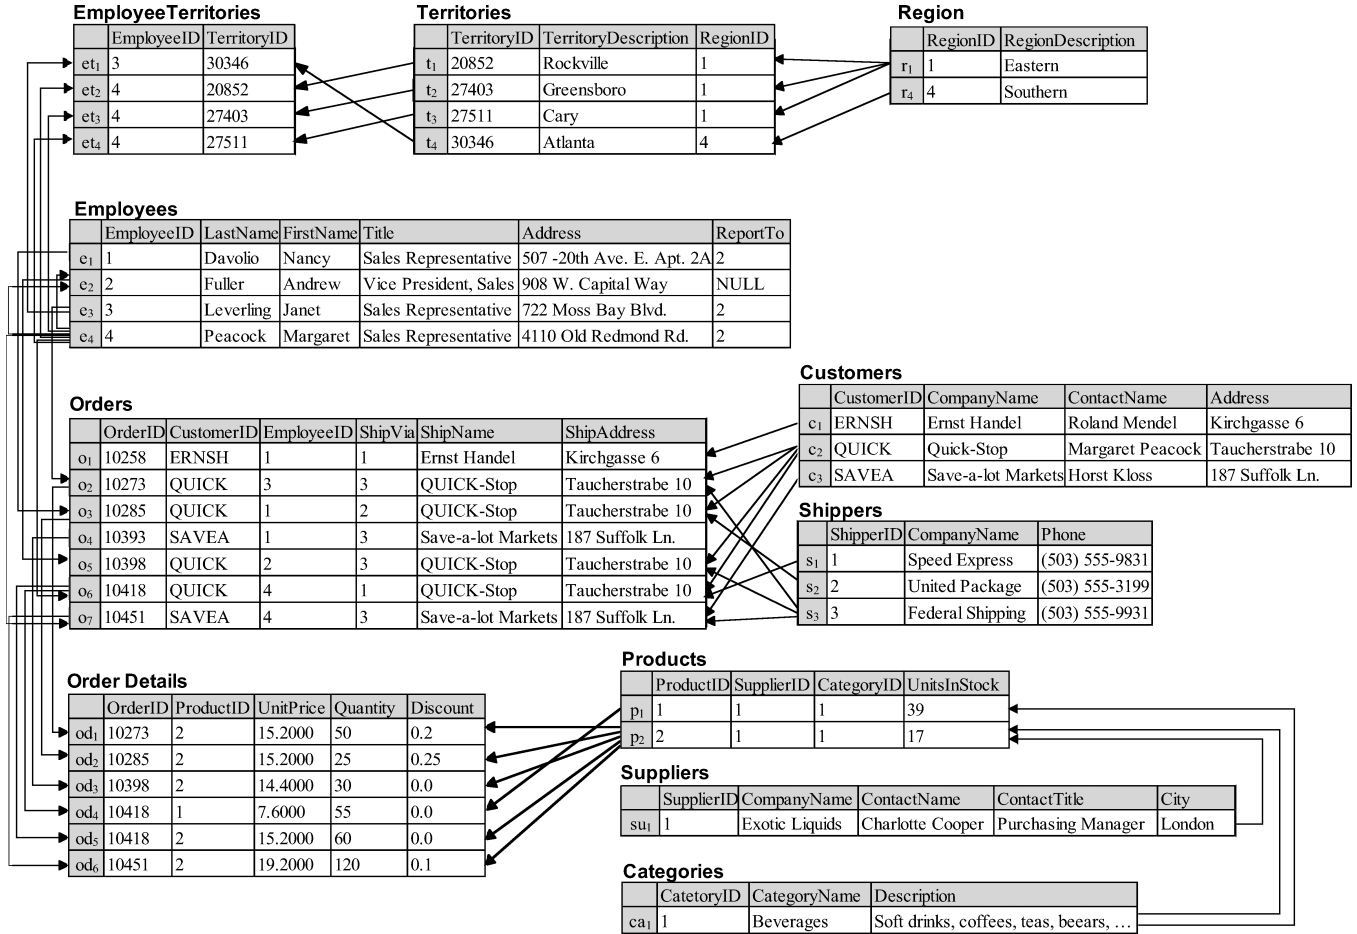 EmployeeTerritories
EmployeeID TerritoryID
et1 3 30346
et2 4 20852
et3 4 27403
et4 4 27511
Territories
TerritoryID TerritoryDescription RegionID
t1 20852 Rockville 1
t2 27403 Greensboro 1
t3 27511 Cary 1
t4 30346 Atlanta 4
Region
RegionID RegionDescription
r1 1 Eastern
r4 4 Southern
Employees
EmployeeID LastName FirstName Title Address ReportTo
e1 1 Davolio Nancy Sales Representative 507 -20th Ave. E. Apt. 2A 2
e2 2 Fuller Andrew Vice President, Sales 908 W. Capital Way NULL
e3 3 Leverling Janet Sales Representative 722 Moss Bay Blvd. 2
e4 4 Peacock Margaret Sales Representative 4110 Old Redmond Rd. 2
Customers
CustomerID CompanyName ContactName Address
c1 ERNSH Ernst Handel Roland Mendel Kirchgasse 6
c2 QUICK Quick-Stop Margaret Peacock Taucherstrabe 10
c3 SAVEA Save-a-lot Markets Horst Kloss 187 Suffolk Ln.
Orders
OrderID CustomerID EmployeeID ShipVia ShipName ShipAddress
o1 10258 ERNSH 1 1 Ernst Handel Kirchgasse 6
o2 10273 QUICK 3 3 QUICK-Stop Taucherstrabe 10
o3 10285 QUICK 1 2 QUICK-Stop Taucherstrabe 10
o4 10393 SAVEA 1 3 Save-a-lot Markets 187 Suffolk Ln.
o5 10398 QUICK 2 3 QUICK-Stop Taucherstrabe 10
o6 10418 QUICK 4 1 QUICK-Stop Taucherstrabe 10
o7 10451 SAVEA 4 3 Save-a-lot Markets 187 Suffolk Ln.
Shippers
ShipperID CompanyName Phone
s1 1 Speed Express (503) 555-9831
s2 2 United Package (503) 555-3199
s3 3 Federal Shipping (503) 555-9931
Order Details
OrderID ProductID UnitPrice Quantity Discount
od1 10273 2 15.2000 50 0.2
od2 10285 2 15.2000 25 0.25
od3 10398 2 14.4000 30 0.0
od4 10418 1 7.6000 55 0.0
od5 10418 2 15.2000 60 0.0
od6 10451 2 19.2000 120 0.1
Products
ProductID SupplierID CategoryID UnitsInStock
p1 1 1 1 39
p2 2 1 1 17
Suppliers
SupplierID CompanyName ContactName ContactTitle City
su1 1 Exotic Liquids Charlotte Cooper Purchasing Manager London
Categories
CatetoryID CategoryName Description
ca1 1 Beverages Soft drinks, coffees, teas, beears, …